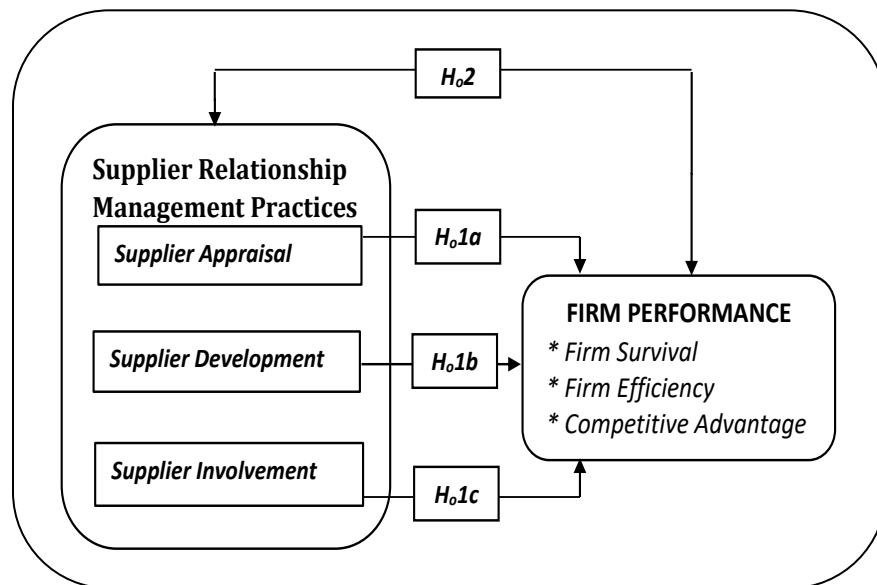 Hₒ2
Supplier Relationship
Management Practices
Supplier Appraisal
Hₒ1a
Supplier Development
Hₒ1b
Supplier Involvement
Hₒ1c
FIRM PERFORMANCE
* Firm Survival
* Firm Efficiency
* Competitive Advantage